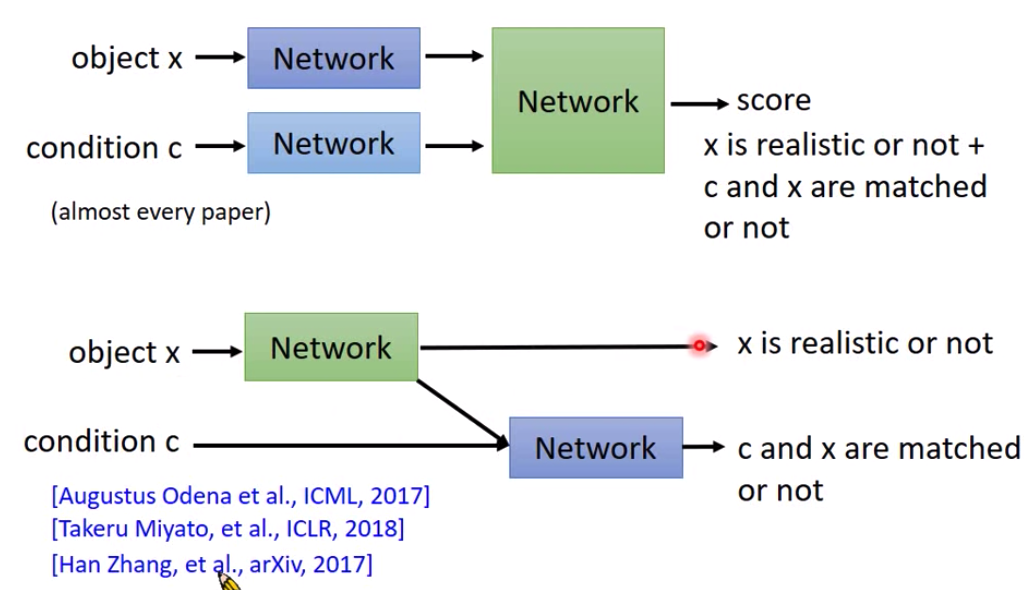 object x
Network
Network
condition c
Network
score
x is realistic or not +
c and x are matched
or not
(almost every paper)
object x
Network
x is realistic or not
condition c
Network
c and x are matched
or not
[Augustus Odena et al., ICML, 2017]
[Takeru Miyato, et al., ICLR, 2018]
[Han Zhang, et al., arXiv, 2017]